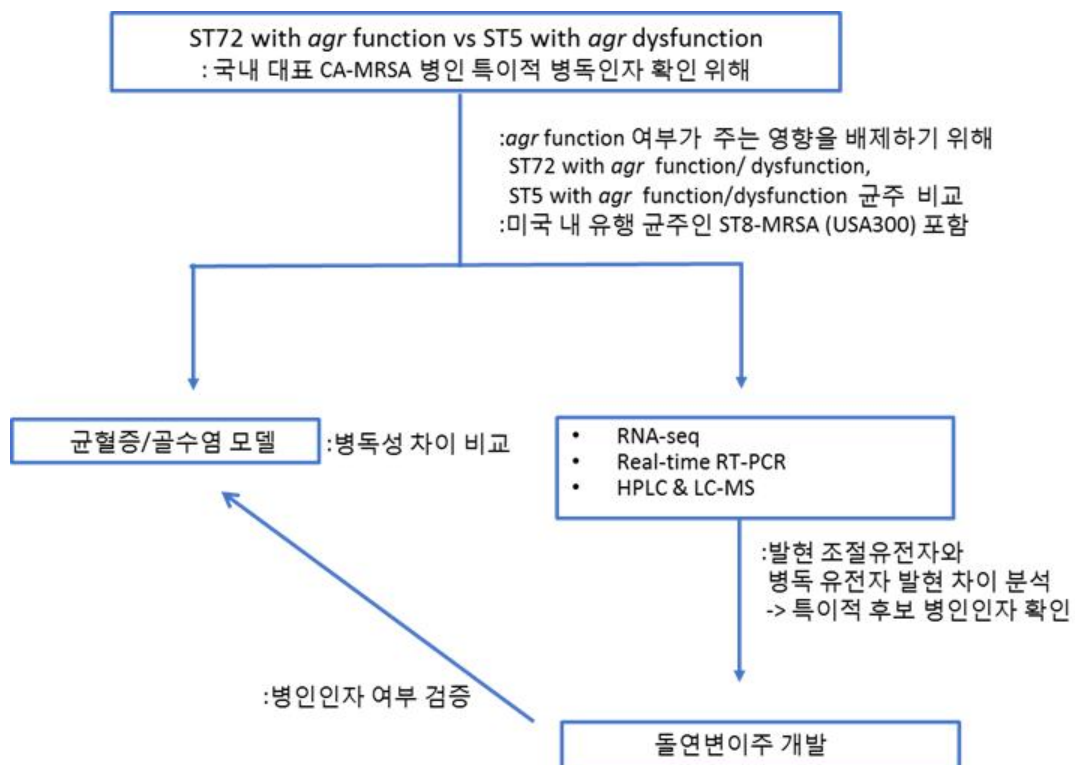 ST72 with agr function vs ST5 with agr dysfunction
: 국내 대표 CA-MRSA 병인 특이적 병독인자 확인 위해
:agr function 여부가 주는 영향을 배제하기 위해
ST72 with agr function/ dysfunction,
ST5 with agr function/dysfunction 균주 비교
:미국 내 유행 균주인 ST8-MRSA (USA300) 포함
균혈증/골수염 모델
:병독성 차이 비교
• RNA-seq
• Real-time RT-PCR
• HPLC & LC-MS
:발현 조절유전자와
병독 유전자 발현 차이 분석
-> 특이적 후보 병인인자 확인
:병인인자 여부 검증
돌연변이주 개발